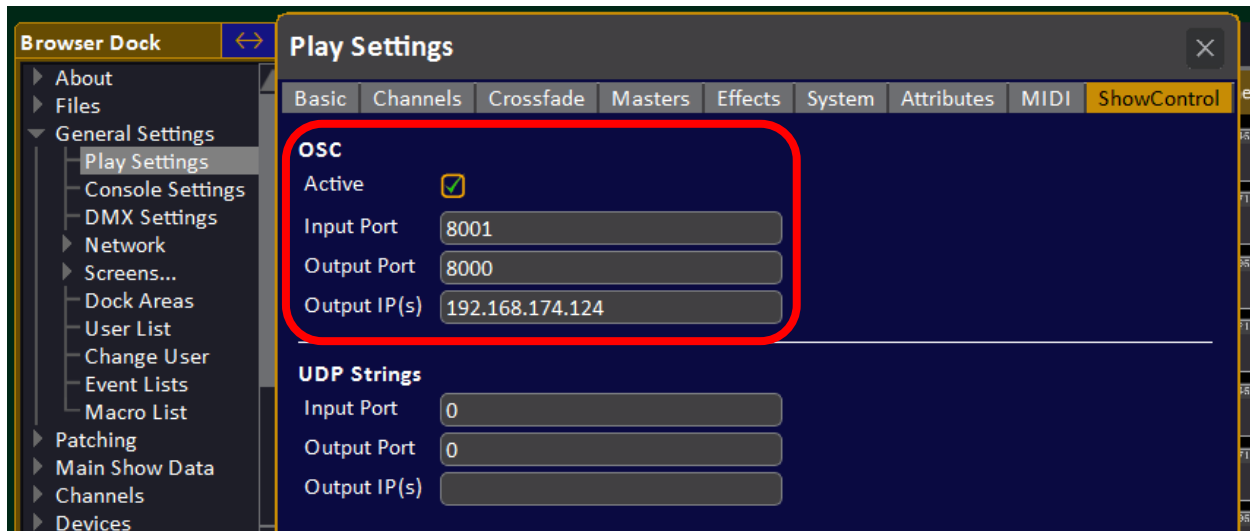 Browser Dock
About
Files
General Settings
Play Settings
Console Settings
DMX Settings
Network
Screens...
Dock Areas
User List
Change User
Event Lists
Macro List
Patching
Main Show Data
Channels
Devices
Play Settings
Basic Channels Crossfade Masters Effects System Attributes MIDI ShowControl
OSC
Active
Input Port 8001
Output Port 8000
Output IP(s) 192.168.174.124
UDP Strings
Input Port 0
Output Port 0
Output IP(s)